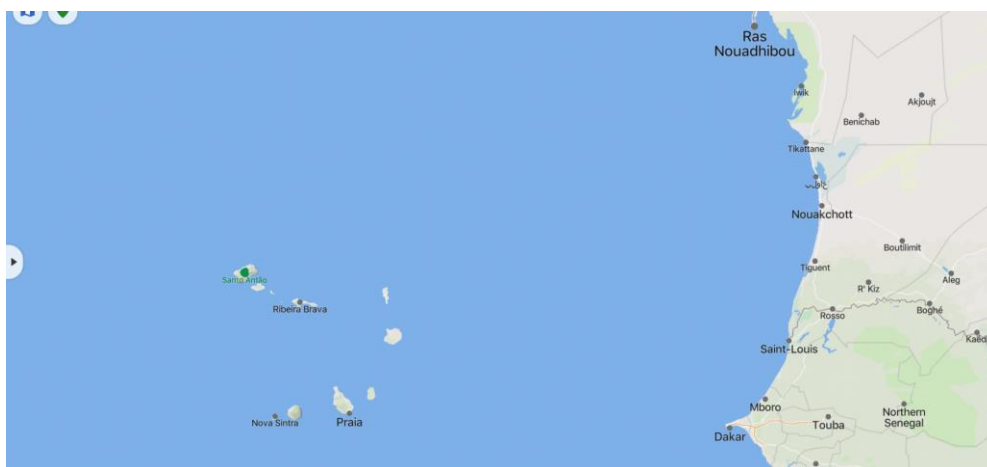 Ras
Nouadhibou
Iwik
Akjoujt
Benichab
Tikattane
Nouakchott
Boutilimit
Santo Antão
Tiguent
Aleg
R' Kiz
Ribeira Brava
Boghé
Rosso
Kaéd
Saint-Louis
Mboro
Northern
Senegal
Nova Sintra
Praia
Touba
Dakar